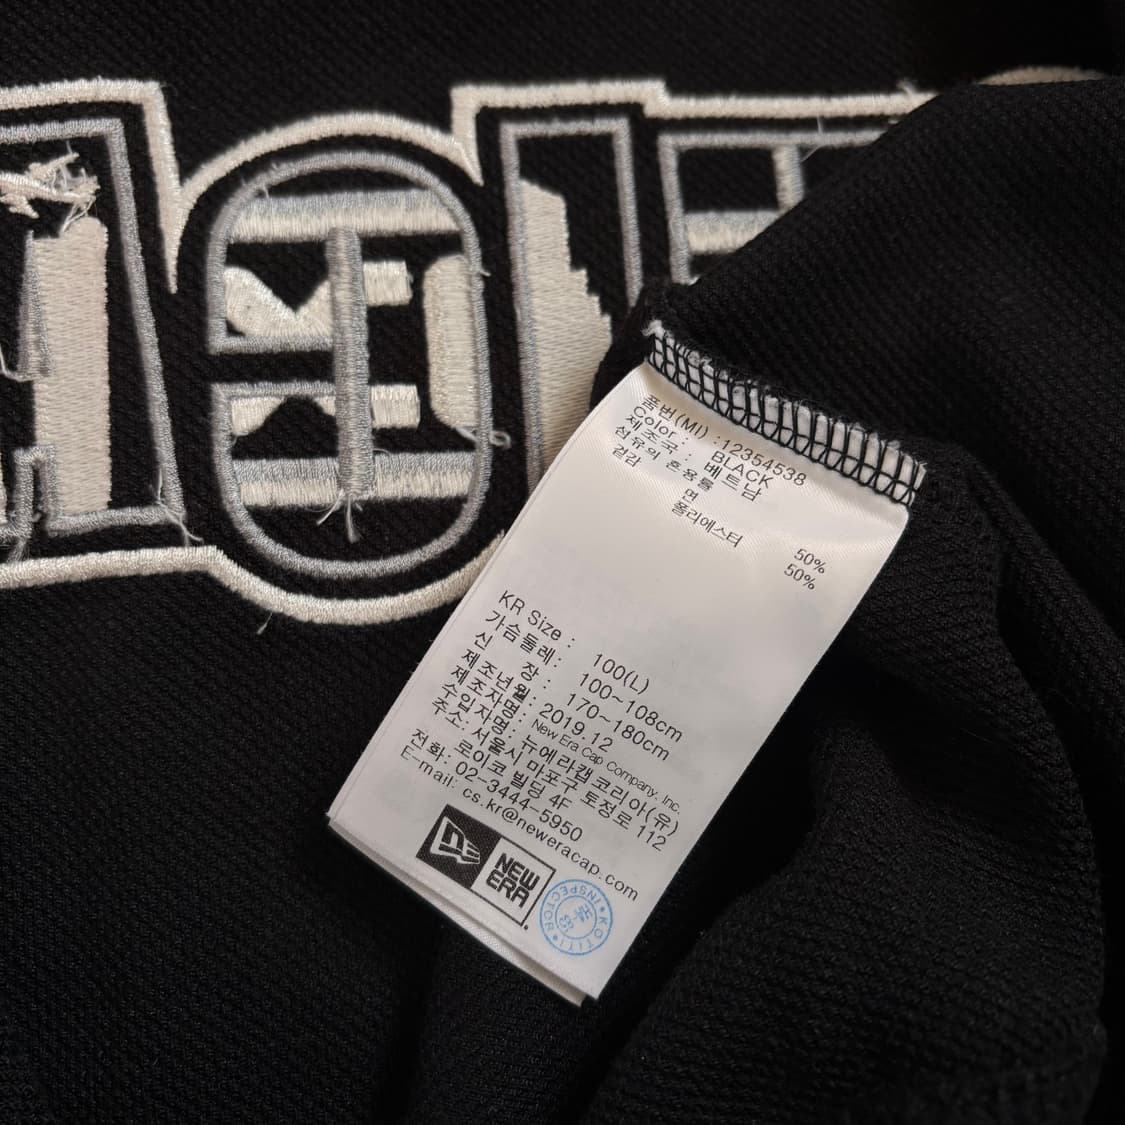 품번(MI) :12354538
Color : BLACK
제조국 : 베트남
섬유의 혼용률
겉감 면 50%
폴리에스터 50%
KR Size : 100(L)
가슴둘레: 100~108cm
신 장 : 170~180cm
제조년월: 2019.12
제조자명: New Era Cap Company, Inc.
수입자명: 뉴에라캡코리아(유)
주소: 서울시 마포구 토정로 112
로이코 빌딩 4F
전화: 02-3444-5950
E-mail: cs.kr@neweracap.com
NE
NEW
ERA
KOTITI INSPECTOR